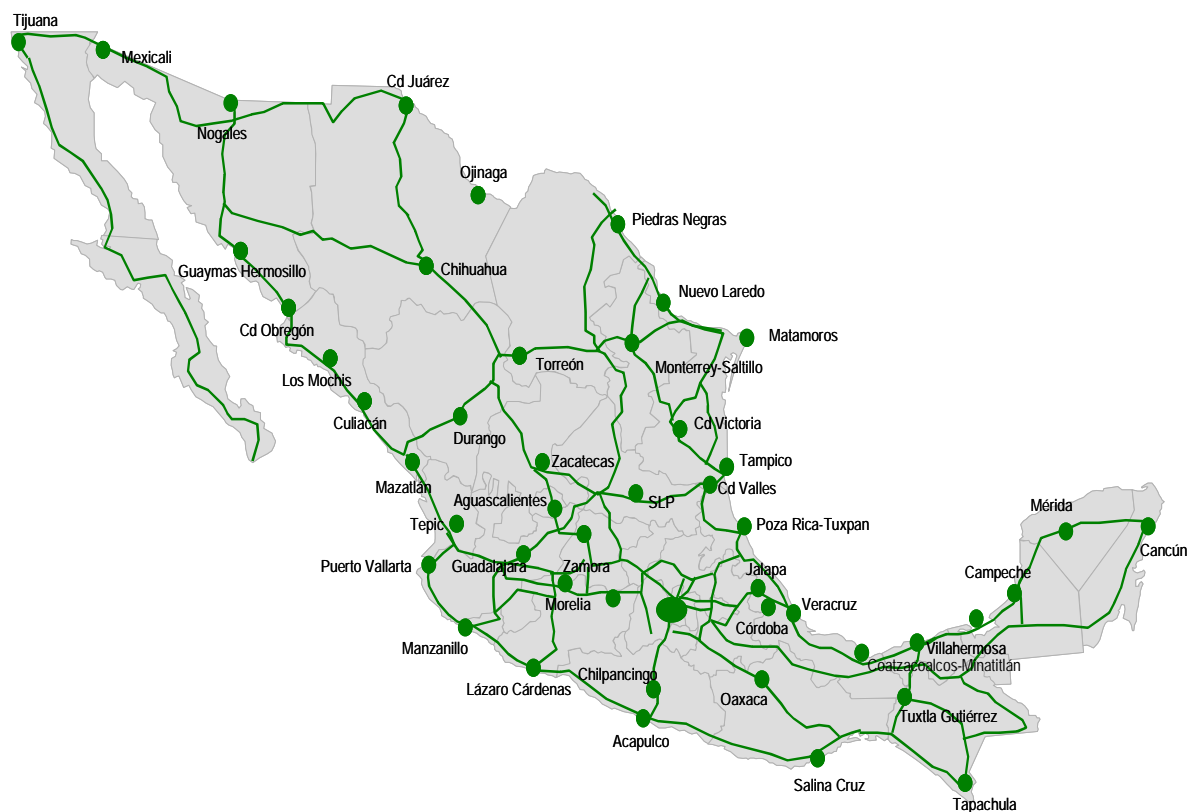 Tijuana
Mexicali
Cd Juárez
Nogales
Ojinaga
Piedras Negras
Guaymas Hermosillo
Chihuahua
Nuevo Laredo
Cd Obregón
Matamoros
Torreón
Monterrey-Saltillo
Los Mochis
Culiacán
Durango
Cd Victoria
Zacatecas
Tampico
Mazatlán
Aguascalientes
SLP
Cd Valles
Tepic
Poza Rica-Tuxpan
Mérida
Cancún
Puerto Vallarta
Guadalajara
Zamora
Jalapa
Campeche
Morelia
Veracruz
Córdoba
Manzanillo
Villahermosa
Coatzacoalcos-Minatitlán
Chilpancingo
Lázaro Cárdenas
Oaxaca
Tuxtla Gutiérrez
Acapulco
Salina Cruz
Tapachula